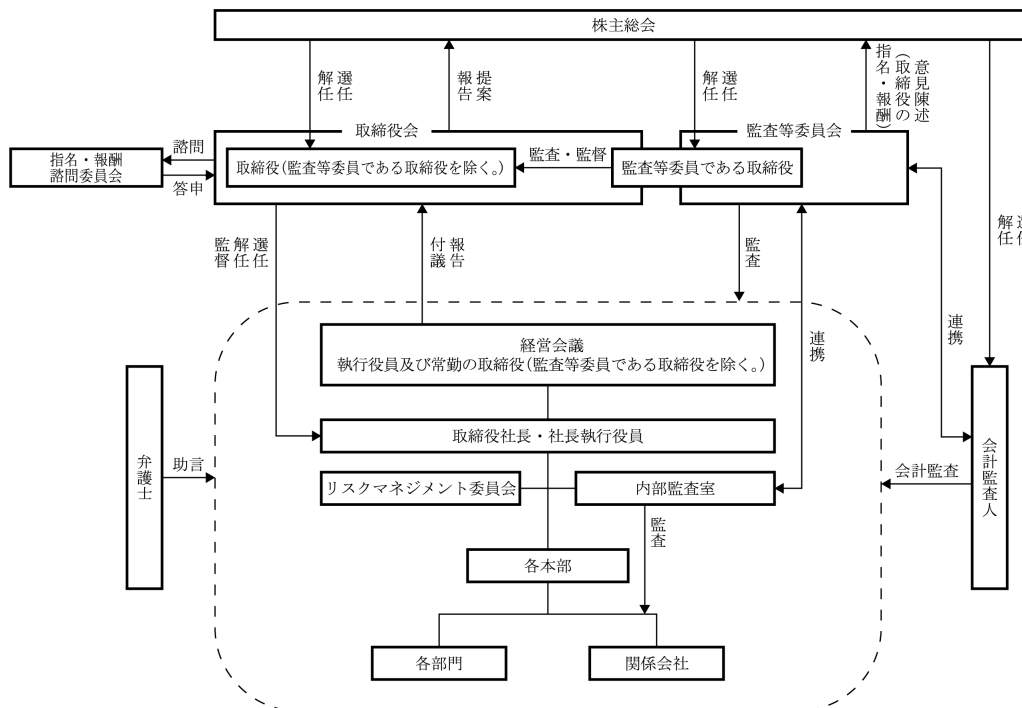 株主総会
選任
解任
提案
報告
選任
解任
意見陳述
(取締役の
指名・報酬)
選任
解任
取締役会
監査等委員会
指名・報酬
諮問委員会
諮問
答申
取締役(監査等委員である取締役を除く。)
監査・監督
監査等委員である取締役
選任
解任
監督
報告
付議
監査
連携
連携
経営会議
執行役員及び常勤の取締役(監査等委員である取締役を除く。)
取締役社長・社長執行役員
弁護士
助言
リスクマネジメント委員会
内部監査室
会計監査
会計監査人
監査
各本部
各部門
関係会社